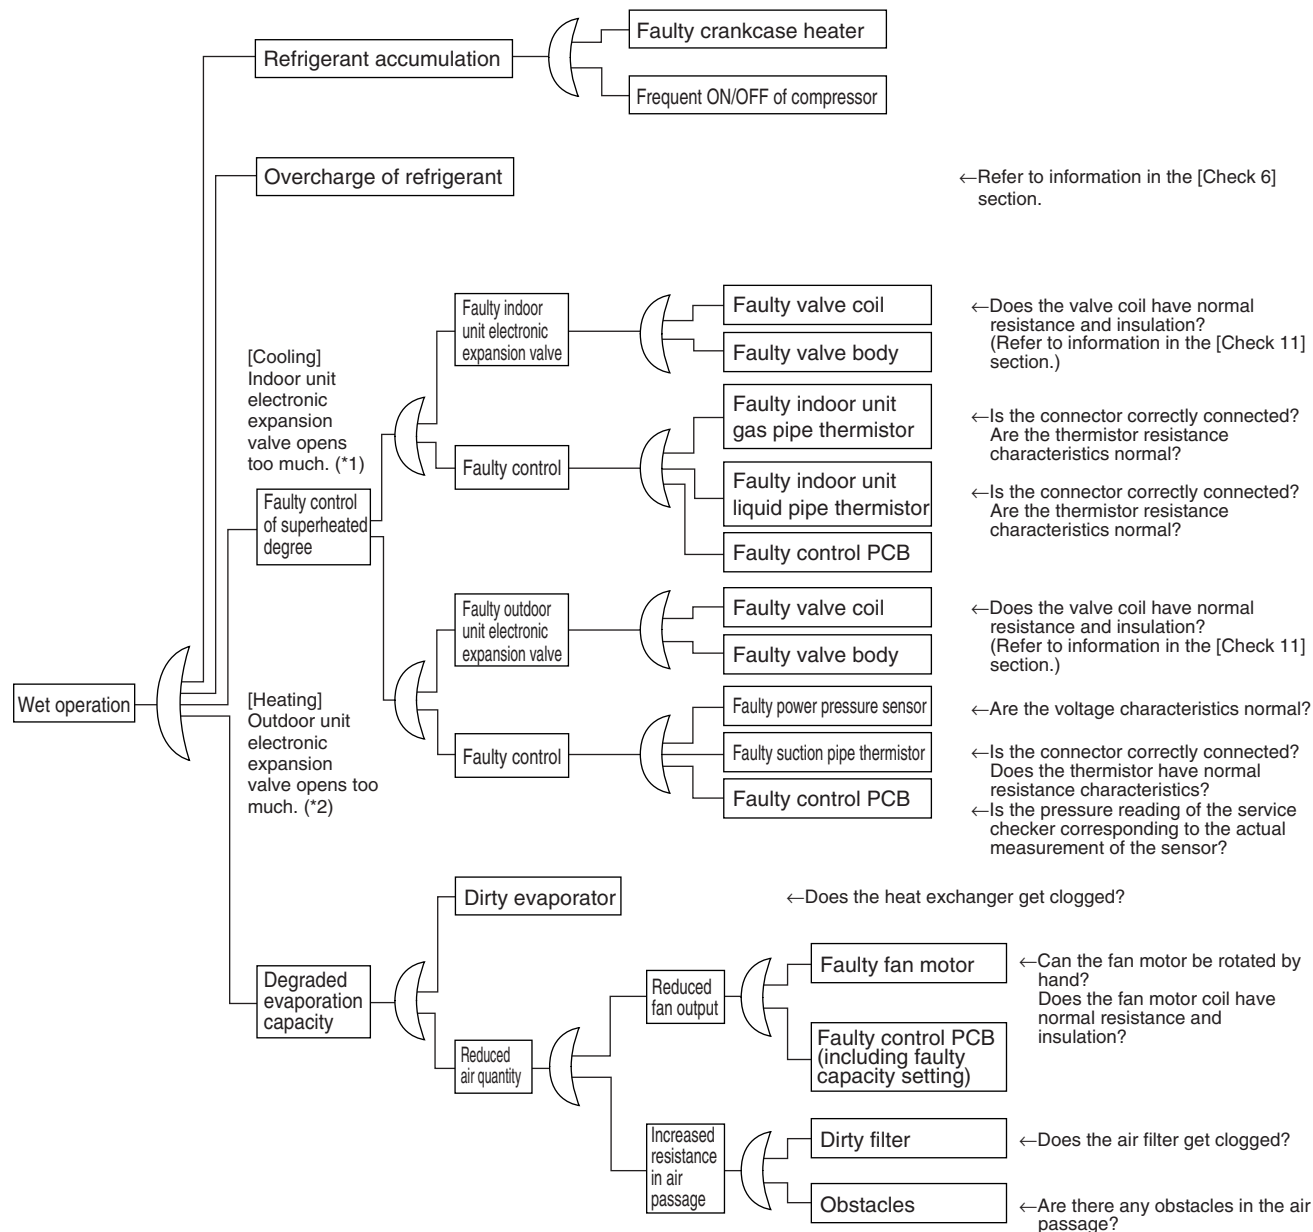 Faulty crankcase heater
Refrigerant accumulation
Frequent ON/OFF of compressor
Overcharge of refrigerant
←Refer to information in the [Check 6]
section.
[Cooling]
Indoor unit
electronic
expansion
valve opens
too much. (*1)
Faulty indoor
unit electronic
expansion valve
Faulty valve coil
←Does the valve coil have normal
resistance and insulation?
(Refer to information in the [Check 11]
section.)
Faulty valve body
Faulty control
Faulty indoor unit
gas pipe thermistor
←Is the connector correctly connected?
Are the thermistor resistance
characteristics normal?
Faulty indoor unit
liquid pipe thermistor
←Is the connector correctly connected?
Are the thermistor resistance
characteristics normal?
Faulty control PCB
Faulty control
of superheated
degree
Faulty outdoor
unit electronic
expansion valve
Faulty valve coil
←Does the valve coil have normal
resistance and insulation?
(Refer to information in the [Check 11]
section.)
Faulty valve body
Wet operation
[Heating]
Outdoor unit
electronic
expansion
valve opens too
much. (*2)
Faulty control
Faulty power pressure sensor
←Are the voltage characteristics normal?
Faulty suction pipe thermistor
←Is the connector correctly connected?
Does the thermistor have normal
resistance characteristics?
Faulty control PCB
←Is the pressure reading of the service
checker corresponding to the actual
measurement of the sensor?
Dirty evaporator
←Does the heat exchanger get clogged?
Degraded
evaporation
capacity
Reduced
air quantity
Reduced
fan output
Faulty fan motor
←Can the fan motor be rotated by
hand?
Does the fan motor coil have
normal resistance and
insulation?
Faulty control PCB
(including faulty
capacity setting)
Increased
resistance
in air
passage
Dirty filter
←Does the air filter get clogged?
Obstacles
←Are there any obstacles in the air
passage?